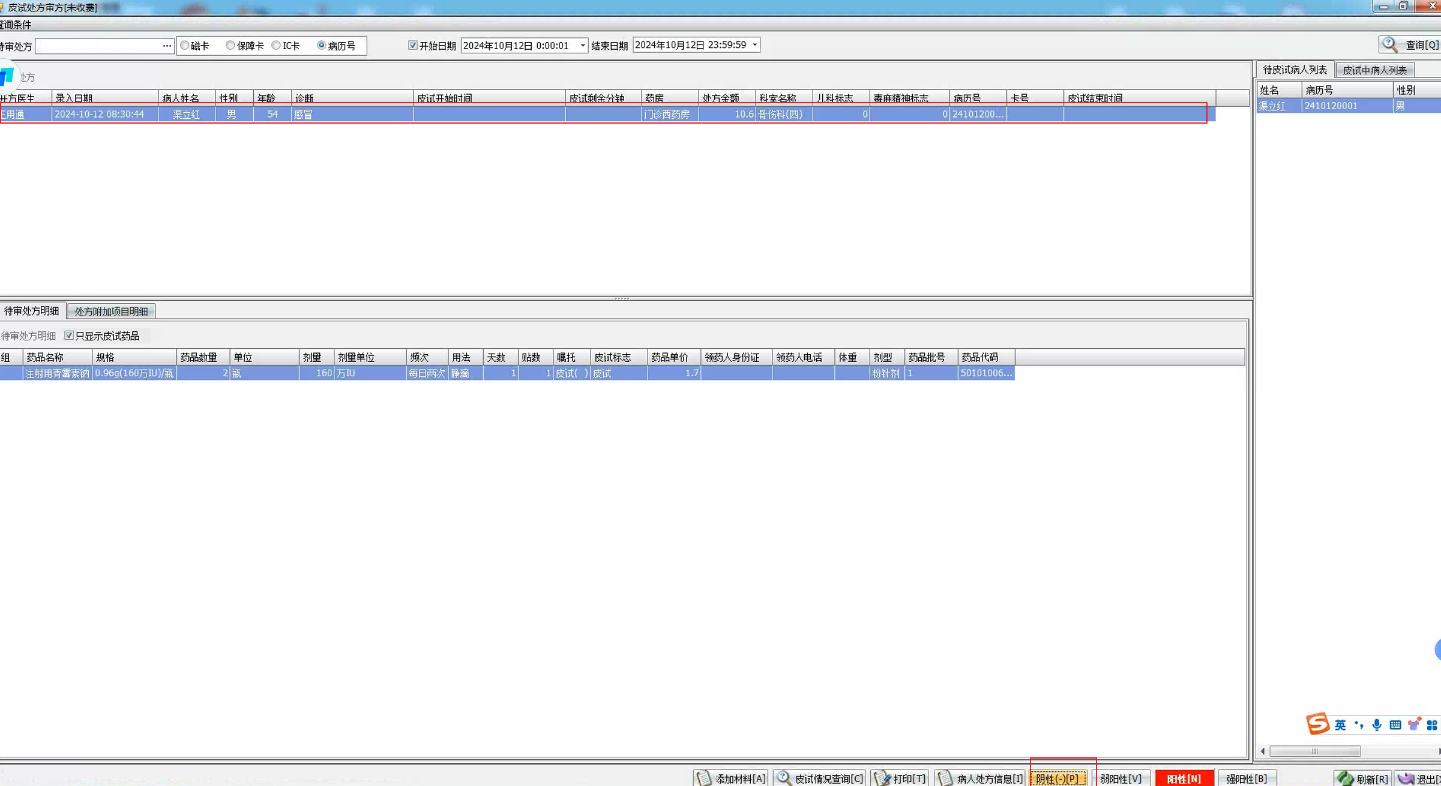 皮试处方审方[未收费]
查询条件
待审处方 ... 磁卡 保障卡 IC卡 病历号 开始日期 2024年10月12日 0:00:01 结束日期 2024年10月12日 23:59:59 查询[Q]
处方 待皮试病人列表 皮试中病人列表
开方医生 录入日期 病人姓名 性别 年龄 诊断 皮试开始时间 皮试剩余分钟 药房 处方金额 科室名称 儿科标志 毒麻精神标志 病历号 卡号 皮试结束时间 姓名 病历号 性别
王用通 2024-10-12 08:30:44 渠立红 男 54 感冒 门诊西药房 10.6 骨伤科(四) 0 0 24101200... 渠立红 2410120001 男
待审处方明细 处方附加项目明细
待审处方明细 只显示皮试药品
组 药品名称 规格 药品数量 单位 剂量 剂量单位 频次 用法 天数 贴数 嘱托 皮试标志 药品单价 领药人身份证 领药人电话 体重 剂型 药品批号 药品代码
注射用青霉素钠 0.96g(160万IU)/瓶 2 瓶 160 万IU 每日两次 静滴 1 1 皮试( ) 皮试 1.7 粉针剂 1 50101006...
英
添加材料[A] 皮试情况查询[C] 打印[T] 病人处方信息[I] 阴性(-)[P] 弱阳性[V] 阳性[N] 强阳性[B] 刷新[R] 退出[